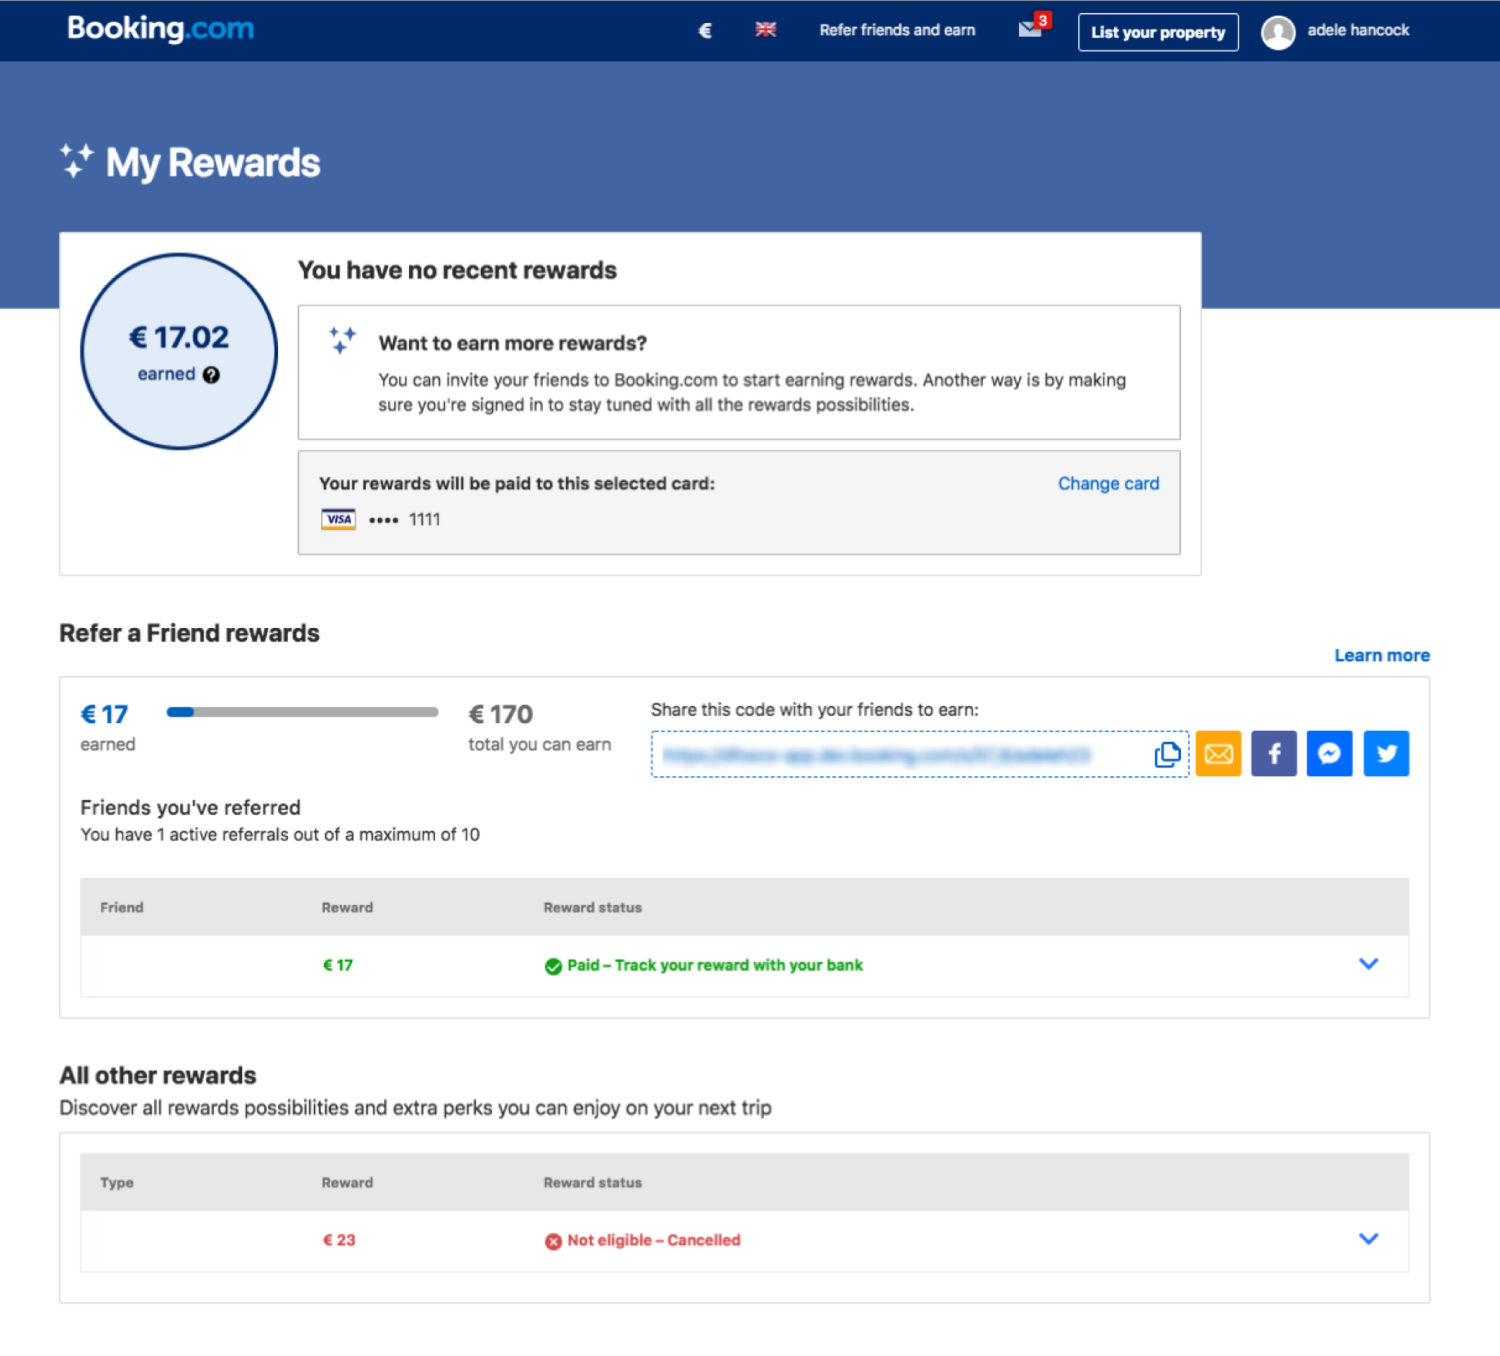 Booking.com
€
Refer friends and earn
3
List your property
adele hancock
My Rewards
€ 17.02
earned ?
You have no recent rewards
Want to earn more rewards?
You can invite your friends to Booking.com to start earning rewards. Another way is by making
sure you're signed in to stay tuned with all the rewards possibilities.
Your rewards will be paid to this selected card:
Change card
VISA •••• 1111
Refer a Friend rewards
Learn more
€ 17
earned
€ 170
total you can earn
Share this code with your friends to earn:
Friends you've referred
You have 1 active referrals out of a maximum of 10
Friend Reward Reward status
€ 17 Paid – Track your reward with your bank
All other rewards
Discover all rewards possibilities and extra perks you can enjoy on your next trip
Type Reward Reward status
€ 23 Not eligible – Cancelled